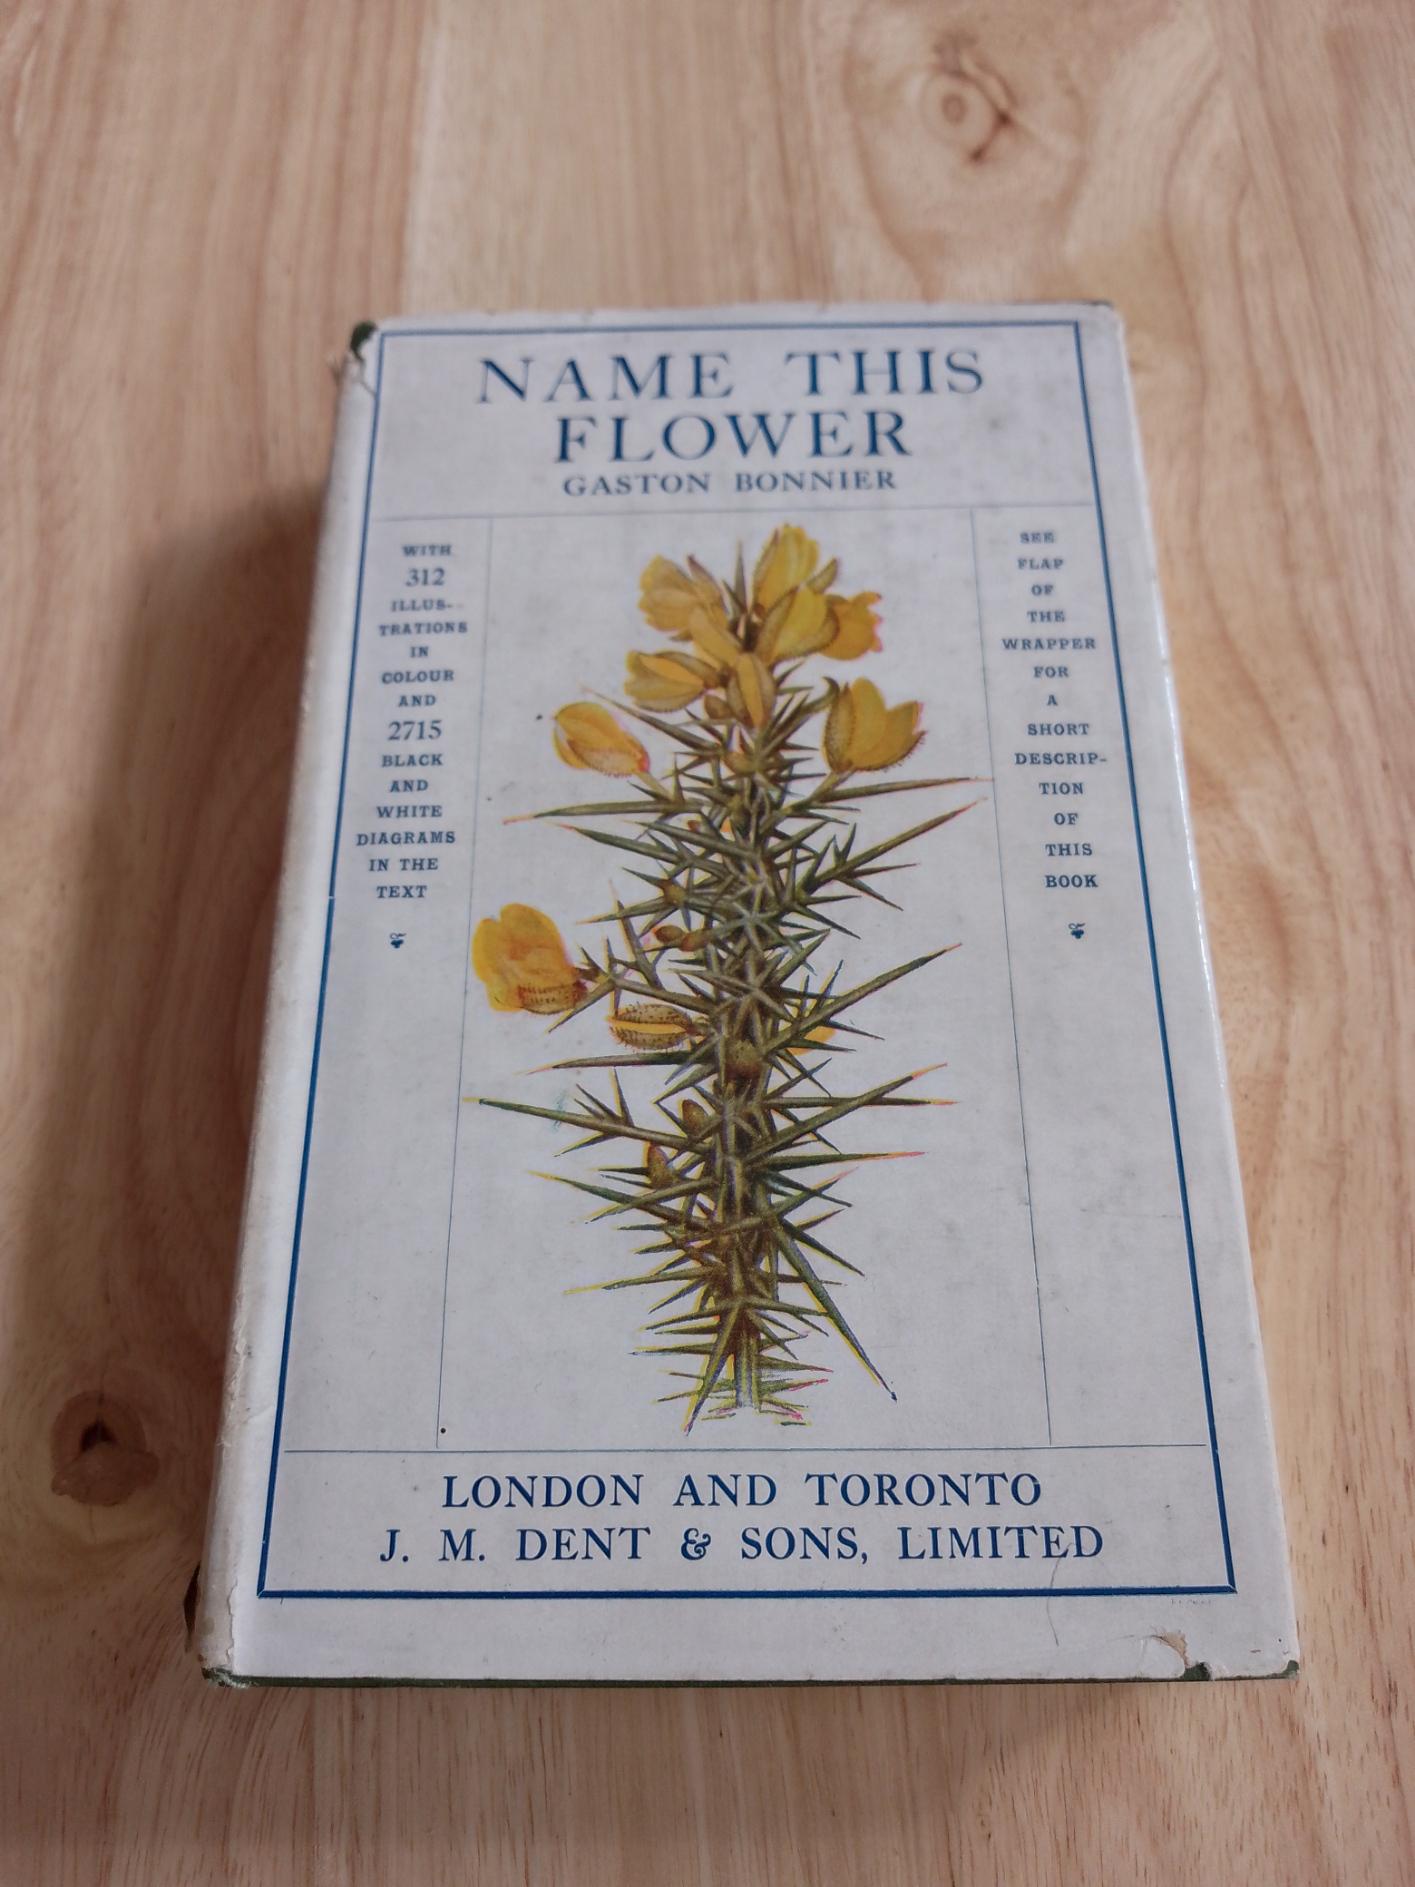 NAME THIS
FLOWER
GASTON BONNIER
WITH
312
ILLUS-
TRATIONS
IN
COLOUR
AND
2715
BLACK
AND
WHITE
DIAGRAMS
IN THE
TEXT
SEE
FLAP
OF
THE
WRAPPER
FOR
A
SHORT
DESCRIP-
TION
OF
THIS
BOOK
LONDON AND TORONTO
J. M. DENT & SONS, LIMITED